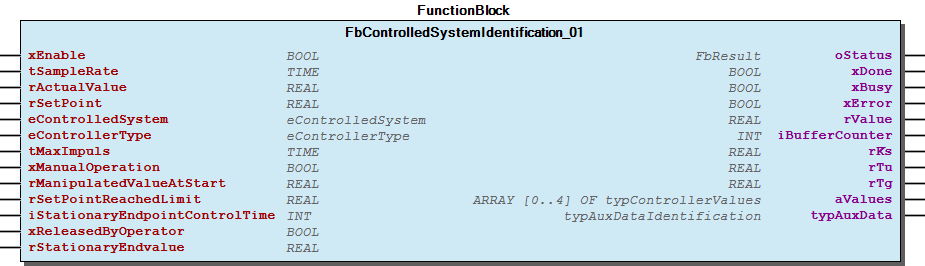 FunctionBlock
FbControlledSystemIdentification_01
xEnable BOOL FbResult oStatus
tSampleRate TIME BOOL xDone
rActualValue REAL BOOL xBusy
rSetPoint REAL BOOL xError
eControlledSystem eControlledSystem REAL rValue
eControllerType eControllerType INT iBufferCounter
tMaxImpuls TIME REAL rKs
xManualOperation BOOL REAL rTu
rManipulatedValueAtStart REAL REAL rTg
rSetPointReachedLimit REAL ARRAY [0..4] OF typControllerValues aValues
iStationaryEndpointControlTime INT typAuxDataIdentification typAuxData
xReleasedByOperator BOOL
rStationaryEndvalue REAL